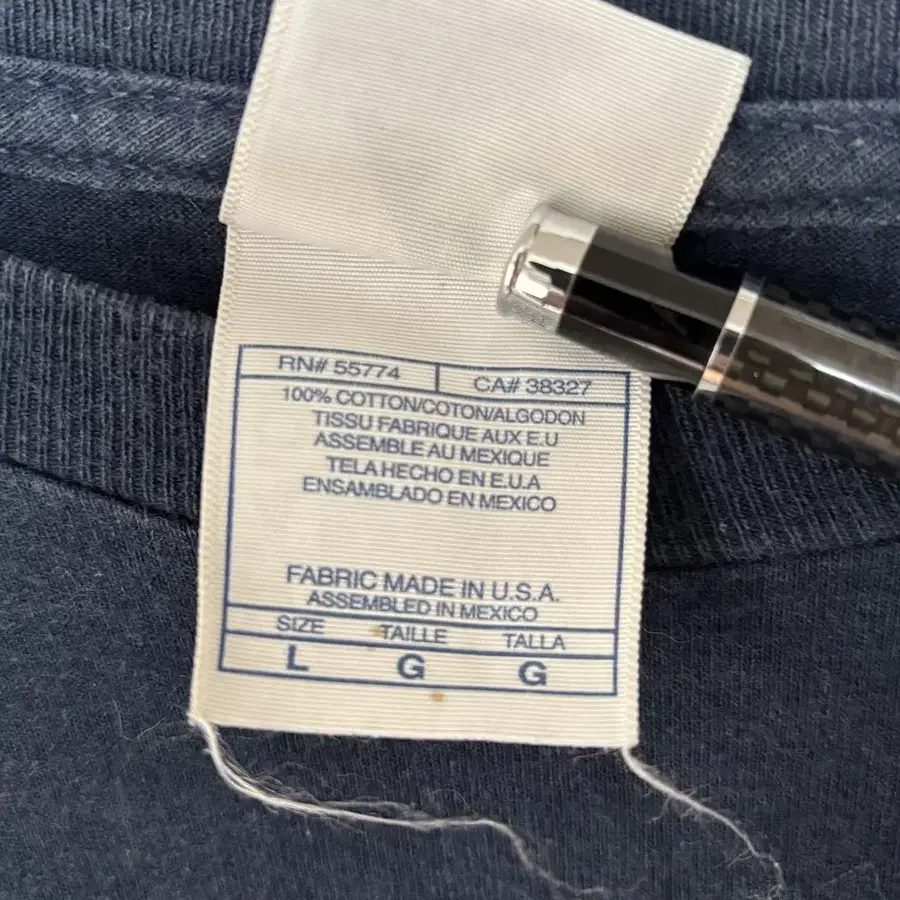 RN# 55774 CA# 38327
100% COTTON/COTON/ALGODON
TISSU FABRIQUE AUX E.U
ASSEMBLE AU MEXIQUE
TELA HECHO EN E.U.A
ENSAMBLADO EN MEXICO
FABRIC MADE IN U.S.A.
ASSEMBLED IN MEXICO
SIZE TAILLE TALLA
L G G